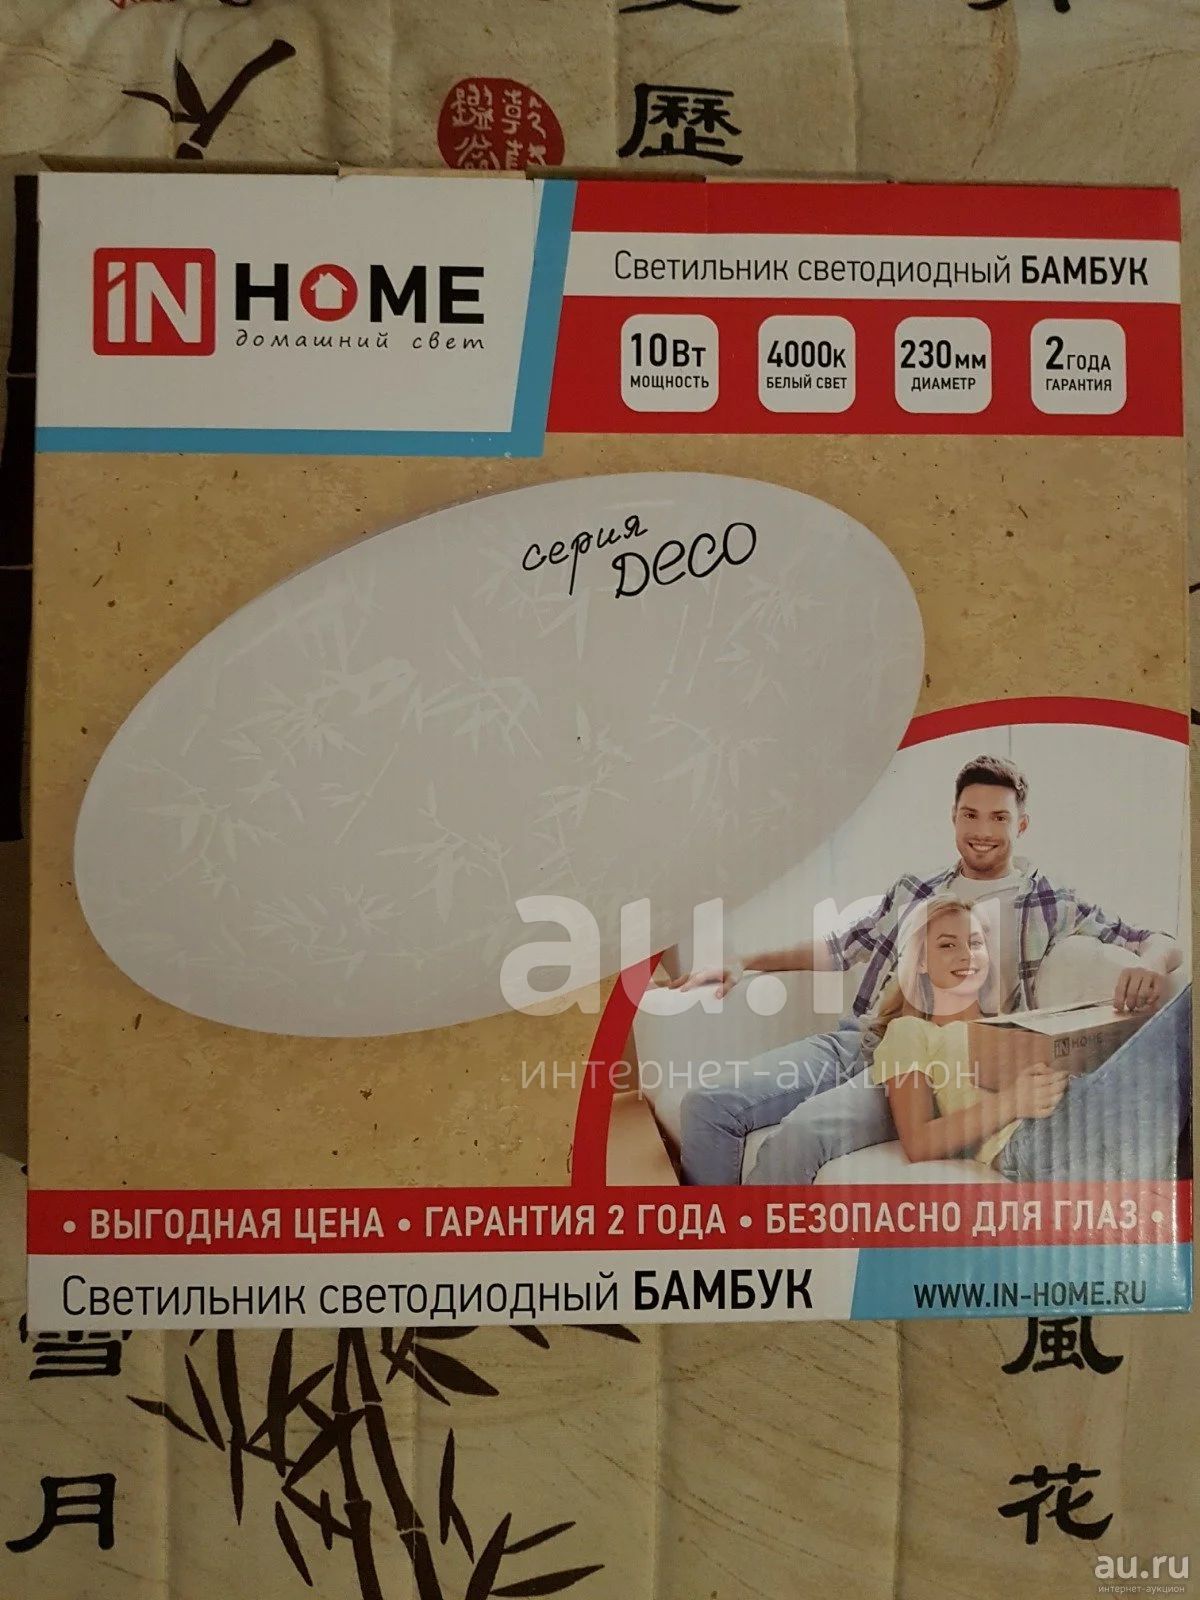 歷
iN HOME
домашний свет
Светильник светодиодный БАМБУК
10Вт
МОЩНОСТЬ
4000К
БЕЛЫЙ СВЕТ
230мм
ДИАМЕТР
2 ГОДА
ГАРАНТИЯ
серия
Deco
au.ru
интернет-аукцион
iN HOME
• ВЫГОДНАЯ ЦЕНА • ГАРАНТИЯ 2 ГОДА • БЕЗОПАСНО ДЛЯ ГЛАЗ •
Светильник светодиодный БАМБУК
WWW.IN-HOME.RU
雪
風
月
花
au.ru
интернет-аукцион